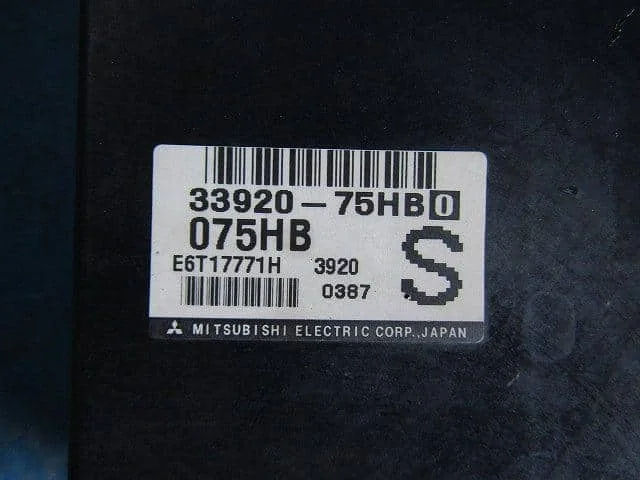 33920-75HB0
075HB
S
E6T17771H 3920
0387
MITSUBISHI ELECTRIC CORP., JAPAN